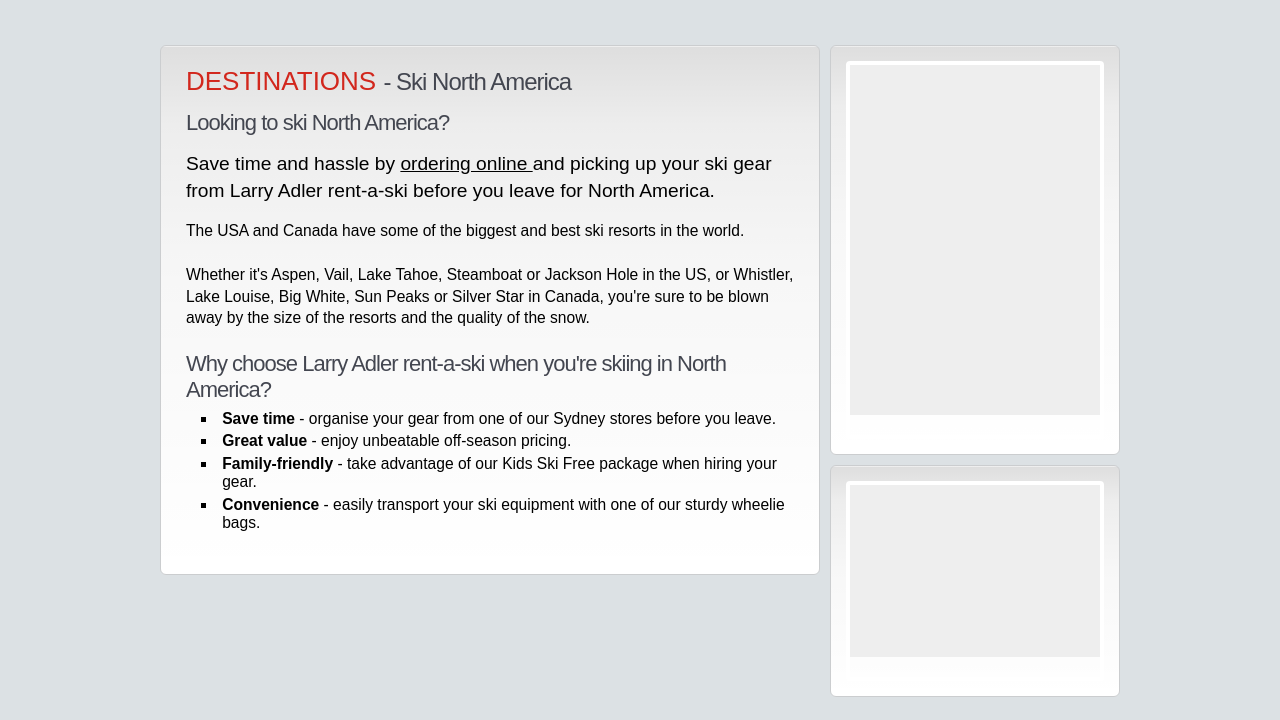 DESTINATIONS - Ski North America
Looking to ski North America?
Save time and hassle by ordering online and picking up your ski gear
from Larry Adler rent-a-ski before you leave for North America.
The USA and Canada have some of the biggest and best ski resorts in the world.
Whether it's Aspen, Vail, Lake Tahoe, Steamboat or Jackson Hole in the US, or Whistler,
Lake Louise, Big White, Sun Peaks or Silver Star in Canada, you're sure to be blown
away by the size of the resorts and the quality of the snow.
Why choose Larry Adler rent-a-ski when you're skiing in North
America?
Save time - organise your gear from one of our Sydney stores before you leave.
Great value - enjoy unbeatable off-season pricing.
Family-friendly - take advantage of our Kids Ski Free package when hiring your
gear.
Convenience - easily transport your ski equipment with one of our sturdy wheelie
bags.